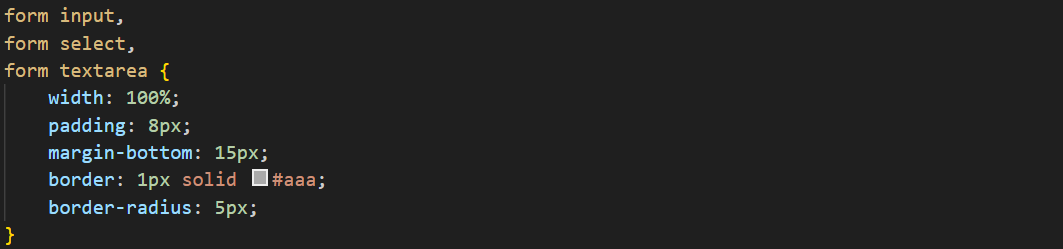 form input,
form select,
form textarea {
    width: 100%;
    padding: 8px;
    margin-bottom: 15px;
    border: 1px solid #aaa;
    border-radius: 5px;
}